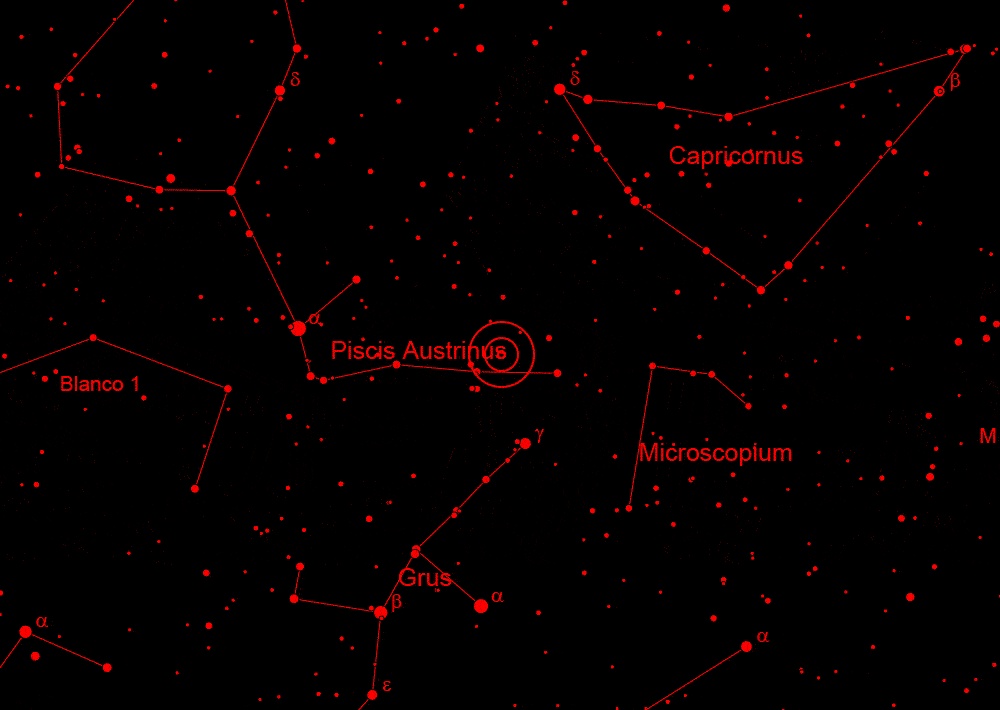 δ
δ
β
Capricornus
α
Piscis Austrinus
Blanco 1
γ
M
Microscopium
Grus
α
β
α
α
ε